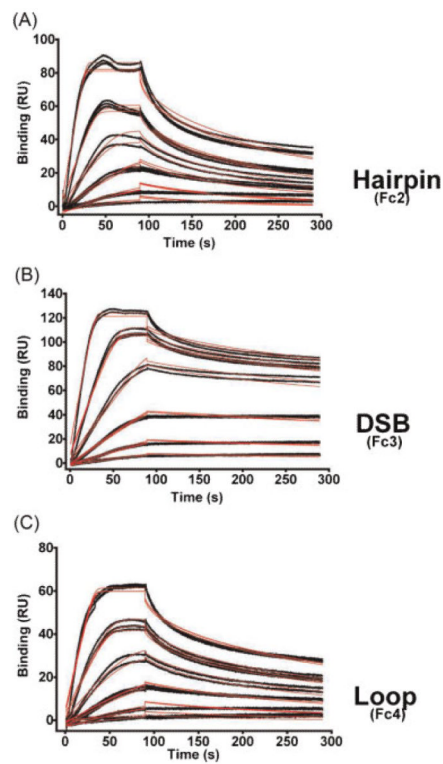 (A)
Binding (RU)
100
80
60
40
20
0
0 50 100 150 200 250 300
Time (s)
Hairpin
(Fc2)
(B)
Binding (RU)
140
120
100
80
60
40
20
0
0 50 100 150 200 250 300
Time (s)
DSB
(Fc3)
(C)
Binding (RU)
80
60
40
20
0
0 50 100 150 200 250 300
Time (s)
Loop
(Fc4)